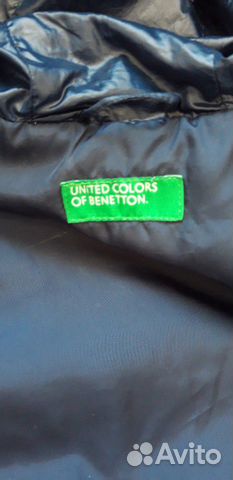 UNITED COLORS
OF BENETTON.
Avito